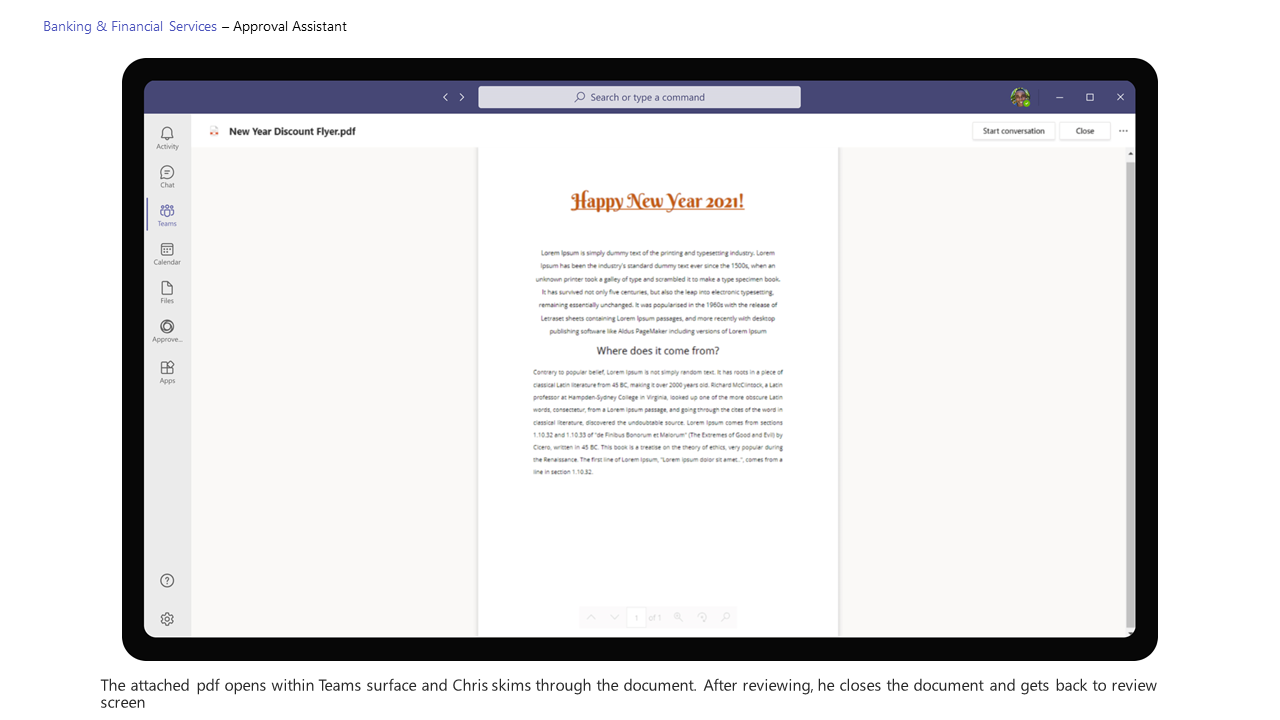 Banking & Financial Services – Approval Assistant
Search or type a command
New Year Discount Flyer.pdf
Start conversation
Close
Activity
Chat
Teams
Calendar
Files
Approve...
Apps
Happy New Year 2021!
Lorem Ipsum is simply dummy text of the printing and typesetting industry. Lorem
Ipsum has been the industry's standard dummy text ever since the 1500s, when an
unknown printer took a galley of type and scrambled it to make a type specimen book.
It has survived not only five centuries, but also the leap into electronic typesetting,
remaining essentially unchanged. It was popularized in the 1960s with the release of
Letraset sheets containing Lorem Ipsum passages, and more recently with desktop
publishing software like Aldus PageMaker including versions of Lorem Ipsum
Where does it come from?
Contrary to popular belief, Lorem Ipsum is not simply random text. It has roots in a piece of
classical Latin literature from 45 BC, making it over 2000 years old. Richard McClintock, a Latin
professor at Hampden-Sydney College in Virginia, looked up one of the more obscure Latin
words, consectetur, from a Lorem Ipsum passage, and going through the cites of the word in
classical literature, discovered the undoubtable source. Lorem Ipsum comes from sections
1.10.32 and 1.10.33 of "de Finibus Bonorum et Malorum" (The Extremes of Good and Evil) by
Cicero, written in 45 BC. This book is a treatise on the theory of ethics, very popular during
the Renaissance. The first line of Lorem Ipsum, "Lorem ipsum dolor sit amet..", comes from a
line in section 1.10.32.
1 of 1
The attached pdf opens within Teams surface and Chris skims through the document. After reviewing, he closes the document and gets back to review
screen